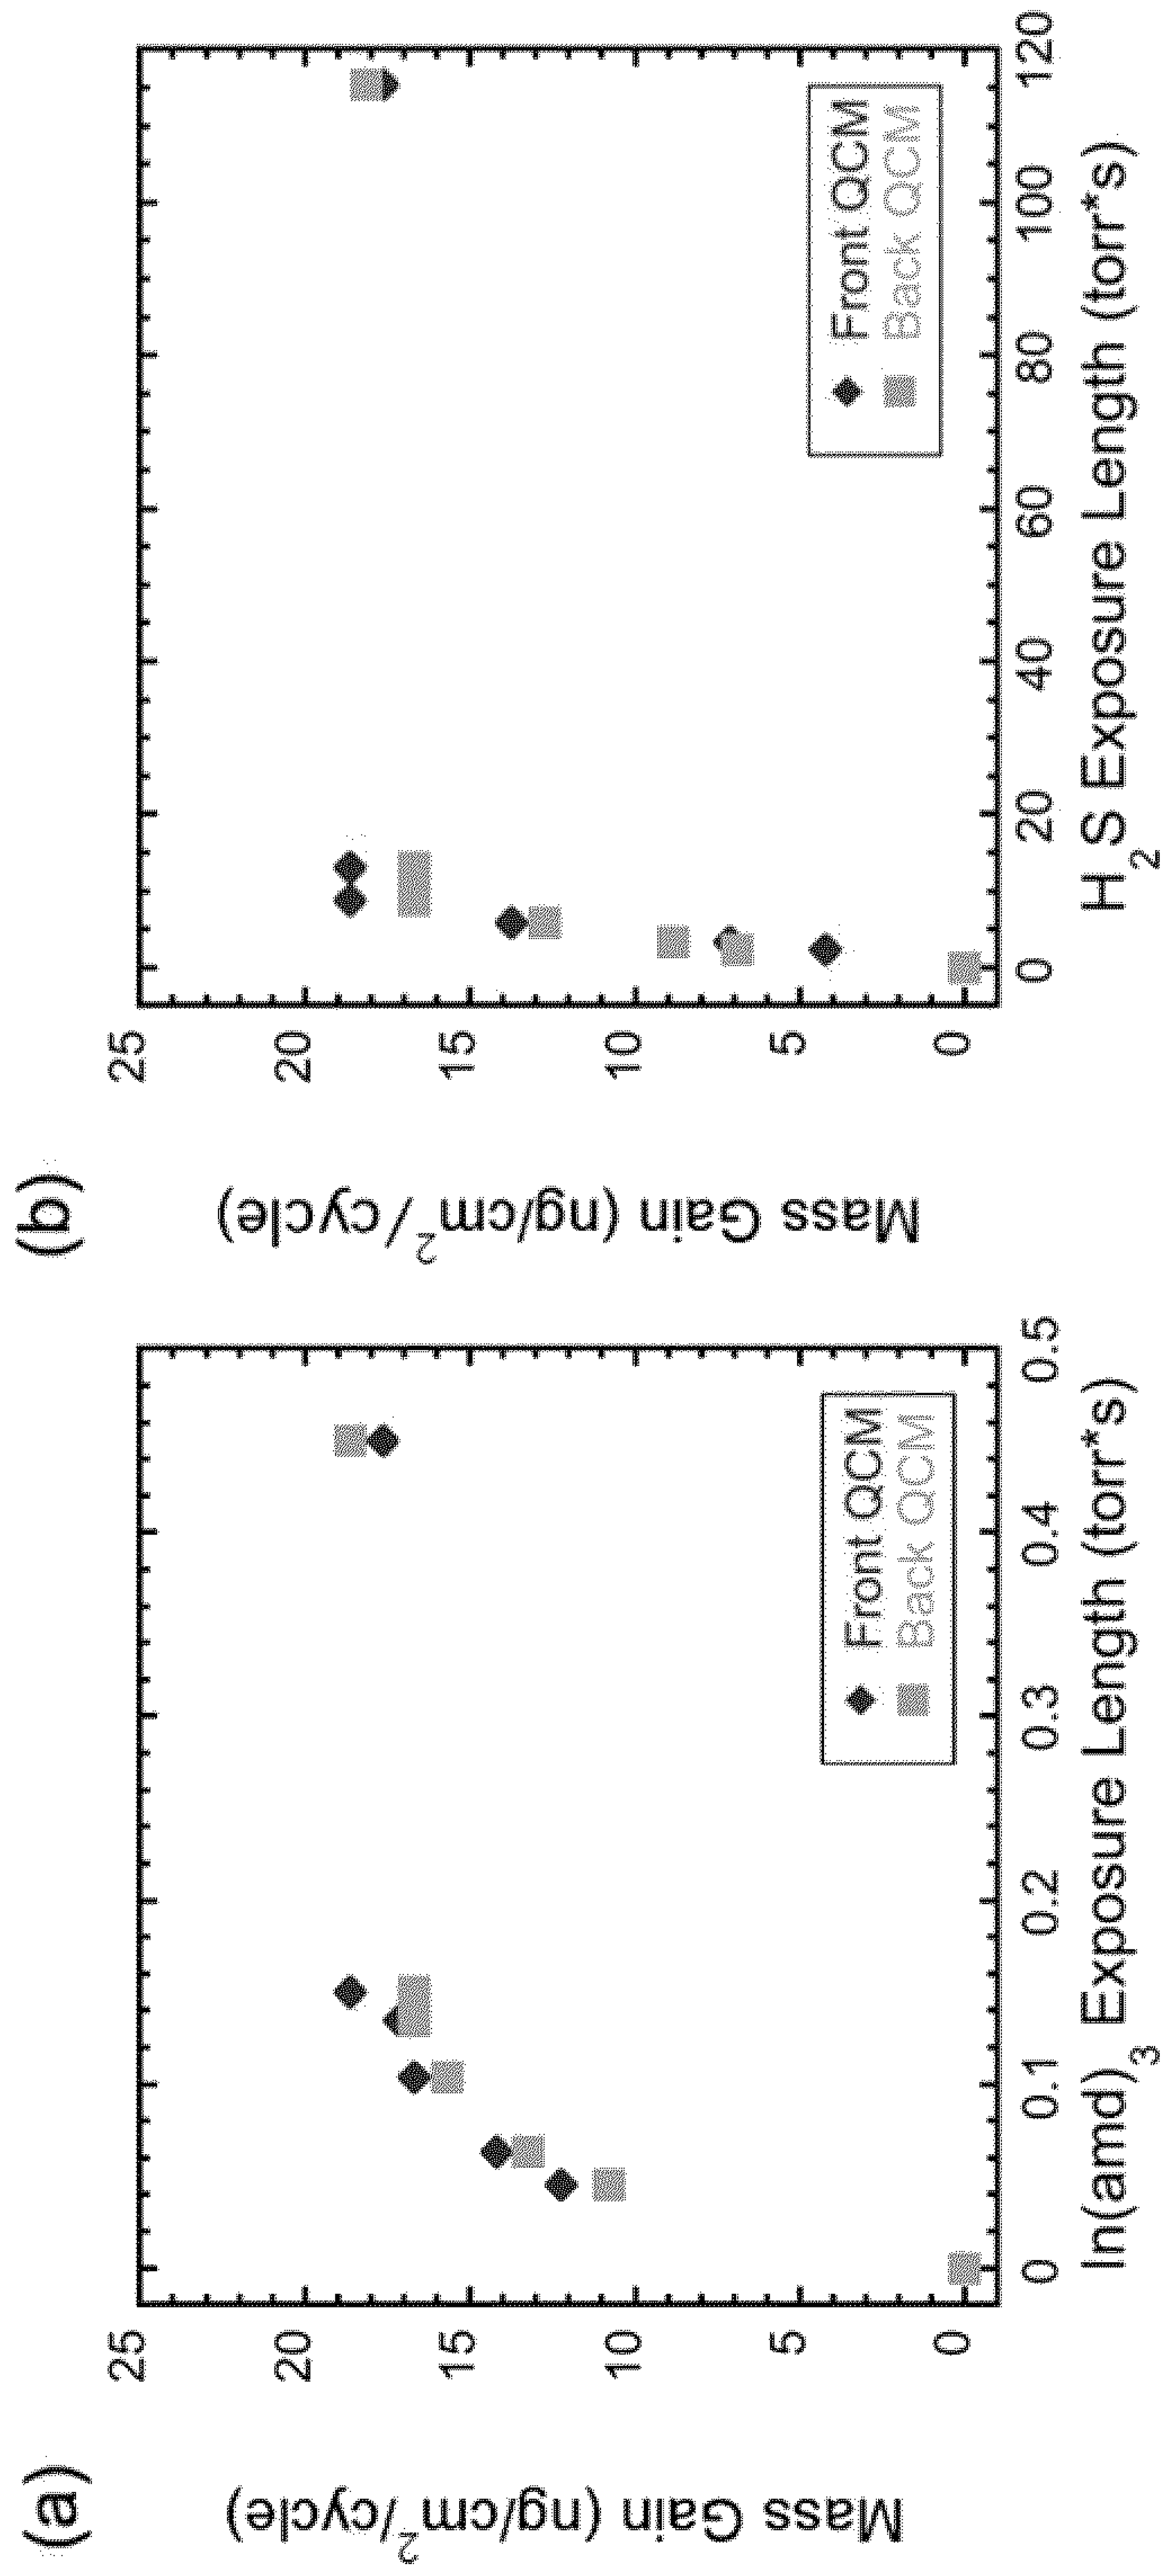 (a)
Mass Gain (ng/cm2/cycle)
25
20
15
10
5
0
Front QCM
Back QCM
0
0.1
0.2
0.3
0.4
0.5
In(amd)3 Exposure Length (torr*s)
(b)
Mass Gain (ng/cm2/cycle)
25
20
15
10
5
0
Front QCM
Back QCM
0
20
40
60
80
100
120
H2S Exposure Length (torr*s)